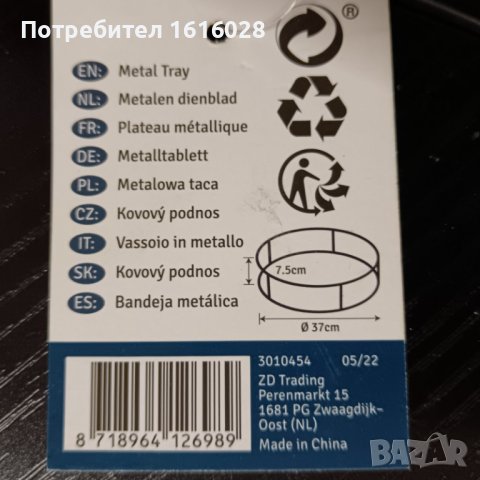 Потребител 1616028
®
EN: Metal Tray
NL: Metalen dienblad
FR: Plateau métallique
DE: Metalltablett
PL: Metalowa taca
CZ: Kovový podnos
IT: Vassoio in metallo
SK: Kovový podnos
ES: Bandeja metálica
7.5cm
Ø 37cm
3010454 05/22
ZD Trading
Perenmarkt 15
1681 PG Zwaagdijk-
Oost (NL)
Made in China
8 718964 126989
BAZAR